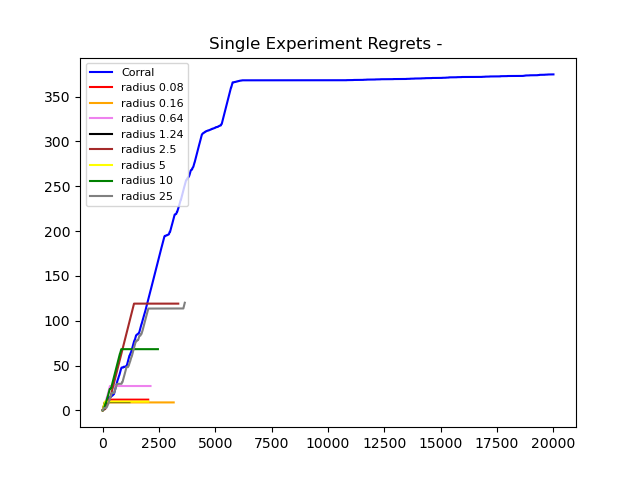 Single Experiment Regrets -
Corral
radius 0.08
radius 0.16
radius 0.64
radius 1.24
radius 2.5
radius 5
radius 10
radius 25
350
300
250
200
150
100
50
0
0 2500 5000 7500 10000 12500 15000 17500 20000